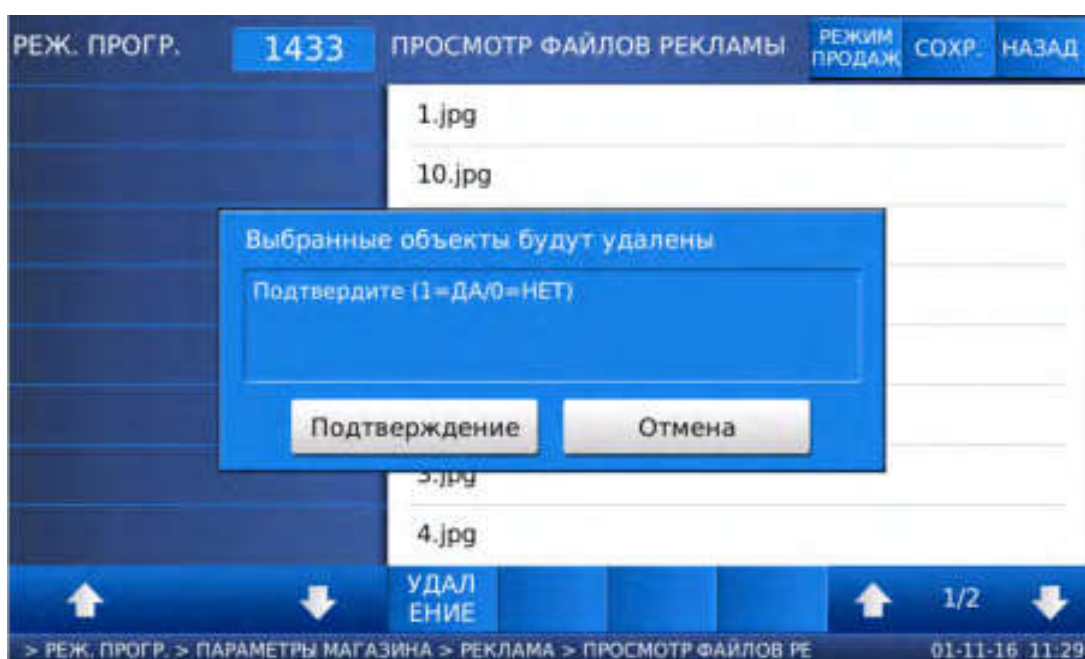 РЕЖ. ПРОГР.
1433
ПРОСМОТР ФАЙЛОВ РЕКЛАМЫ
РЕЖИМ
ПРОДАЖ
СОХР.
НАЗАД
1.jpg
10.jpg
Выбранные объекты будут удалены
Подтвердите (1=ДА/0=НЕТ)
Подтверждение
Отмена
3.jpg
4.jpg
УДАЛ
ЕНИЕ
1/2
> РЕЖ. ПРОГР. > ПАРАМЕТРЫ МАГАЗИНА > РЕКЛАМА > ПРОСМОТР ФАЙЛОВ РЕ
01-11-16 11:29